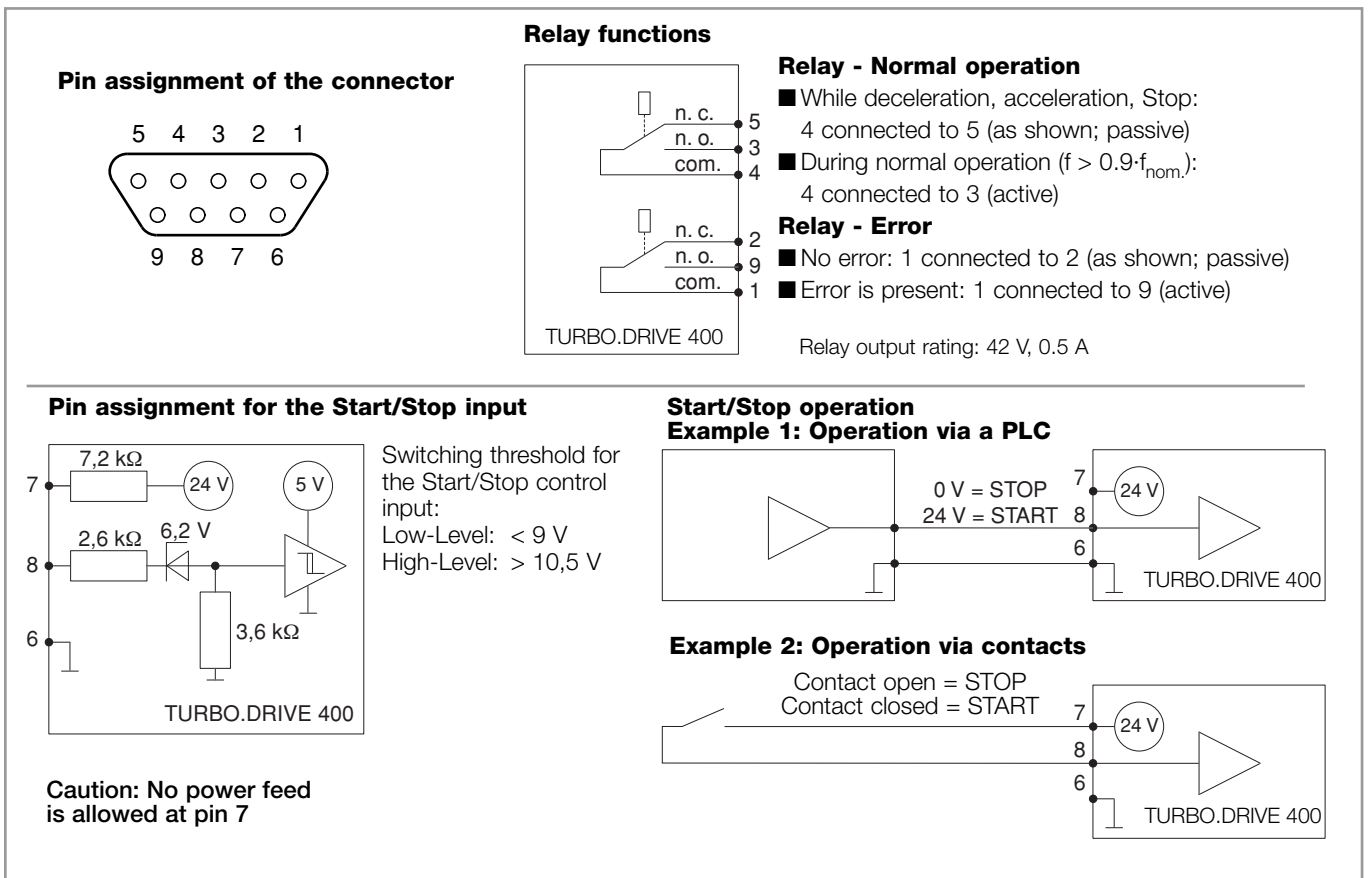 Pin assignment of the connector
5 4 3 2 1
9 8 7 6
Relay functions
n. c. 5
n. o. 3
com. 4
n. c. 2
n. o. 9
com. 1
TURBO.DRIVE 400
Relay - Normal operation
■ While deceleration, acceleration, Stop:
4 connected to 5 (as shown; passive)
■ During normal operation (f > 0.9·fnom.):
4 connected to 3 (active)
Relay - Error
■ No error: 1 connected to 2 (as shown; passive)
■ Error is present: 1 connected to 9 (active)
Relay output rating: 42 V, 0.5 A
Pin assignment for the Start/Stop input
7,2 kΩ
7 24 V 5 V
2,6 kΩ 6,2 V
8
3,6 kΩ
6
TURBO.DRIVE 400
Switching threshold for
the Start/Stop control
input:
Low-Level: < 9 V
High-Level: > 10,5 V
Caution: No power feed
is allowed at pin 7
Start/Stop operation
Example 1: Operation via a PLC
0 V = STOP
24 V = START
7
24 V
8
6
TURBO.DRIVE 400
Example 2: Operation via contacts
Contact open = STOP
Contact closed = START
7
24 V
8
6
TURBO.DRIVE 400